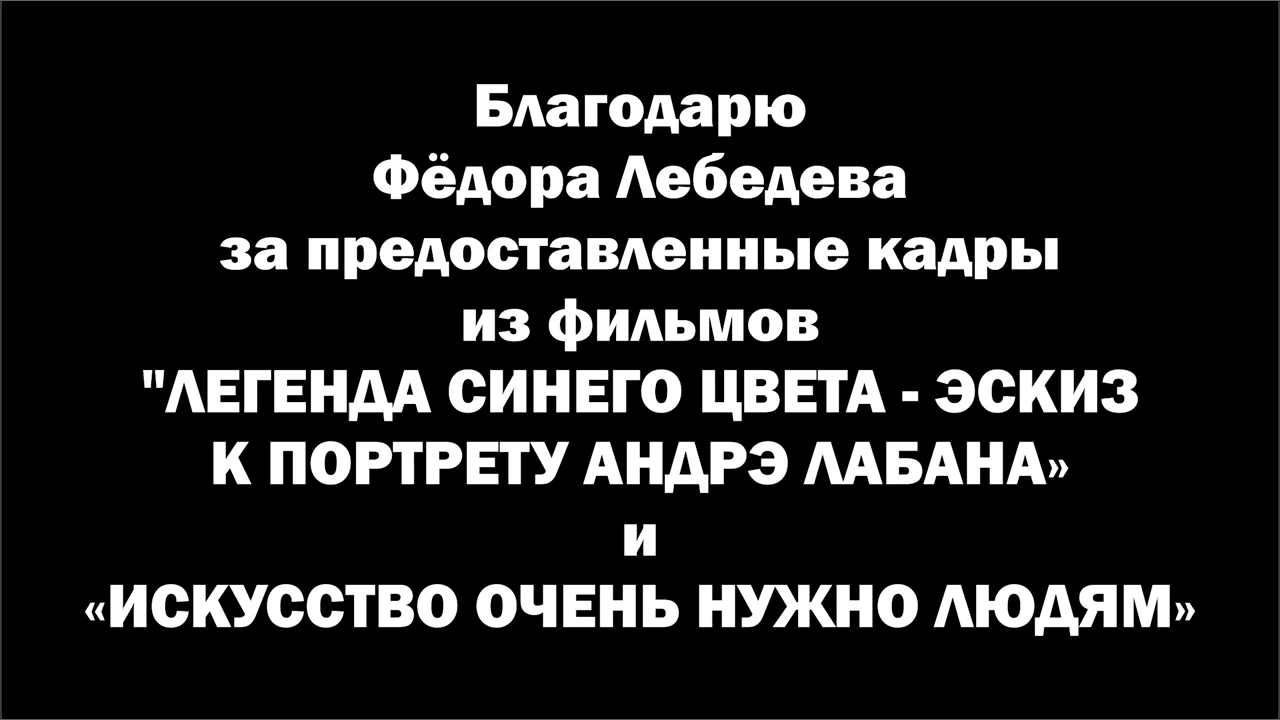 Благодарю
Фёдора Лебедева
за предоставленные кадры
из фильмов
"ЛЕГЕНДА СИНЕГО ЦВЕТА - ЭСКИЗ
К ПОРТРЕТУ АНДРЭ ЛАБАНА»
и
«ИСКУССТВО ОЧЕНЬ НУЖНО ЛЮДЯМ»